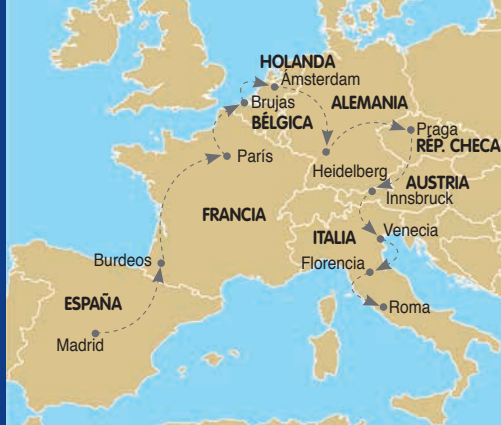 HOLANDA
Ámsterdam
Brujas
ALEMANIA
BÉLGICA
Praga
REP. CHECA
París
Heidelberg
AUSTRIA
Innsbruck
FRANCIA
ITALIA
Venecia
Burdeos
Florencia
ESPAÑA
Roma
Madrid